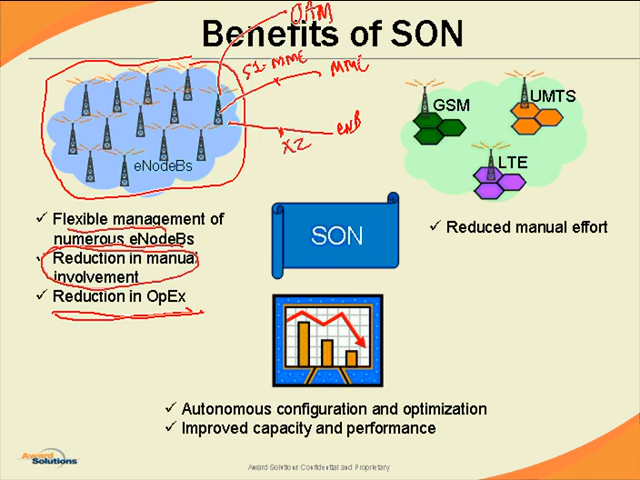 Benefits of SON
OAM
S1-MME
MME
X2
eNB
eNodeBs
GSM
UMTS
LTE
✓ Flexible management of
numerous eNodeBs
✓ Reduction in manual
involvement
✓ Reduction in OpEx
SON
✓ Reduced manual effort
✓ Autonomous configuration and optimization
✓ Improved capacity and performance
Award
Solutions
Award Solutions Confidential and Proprietary